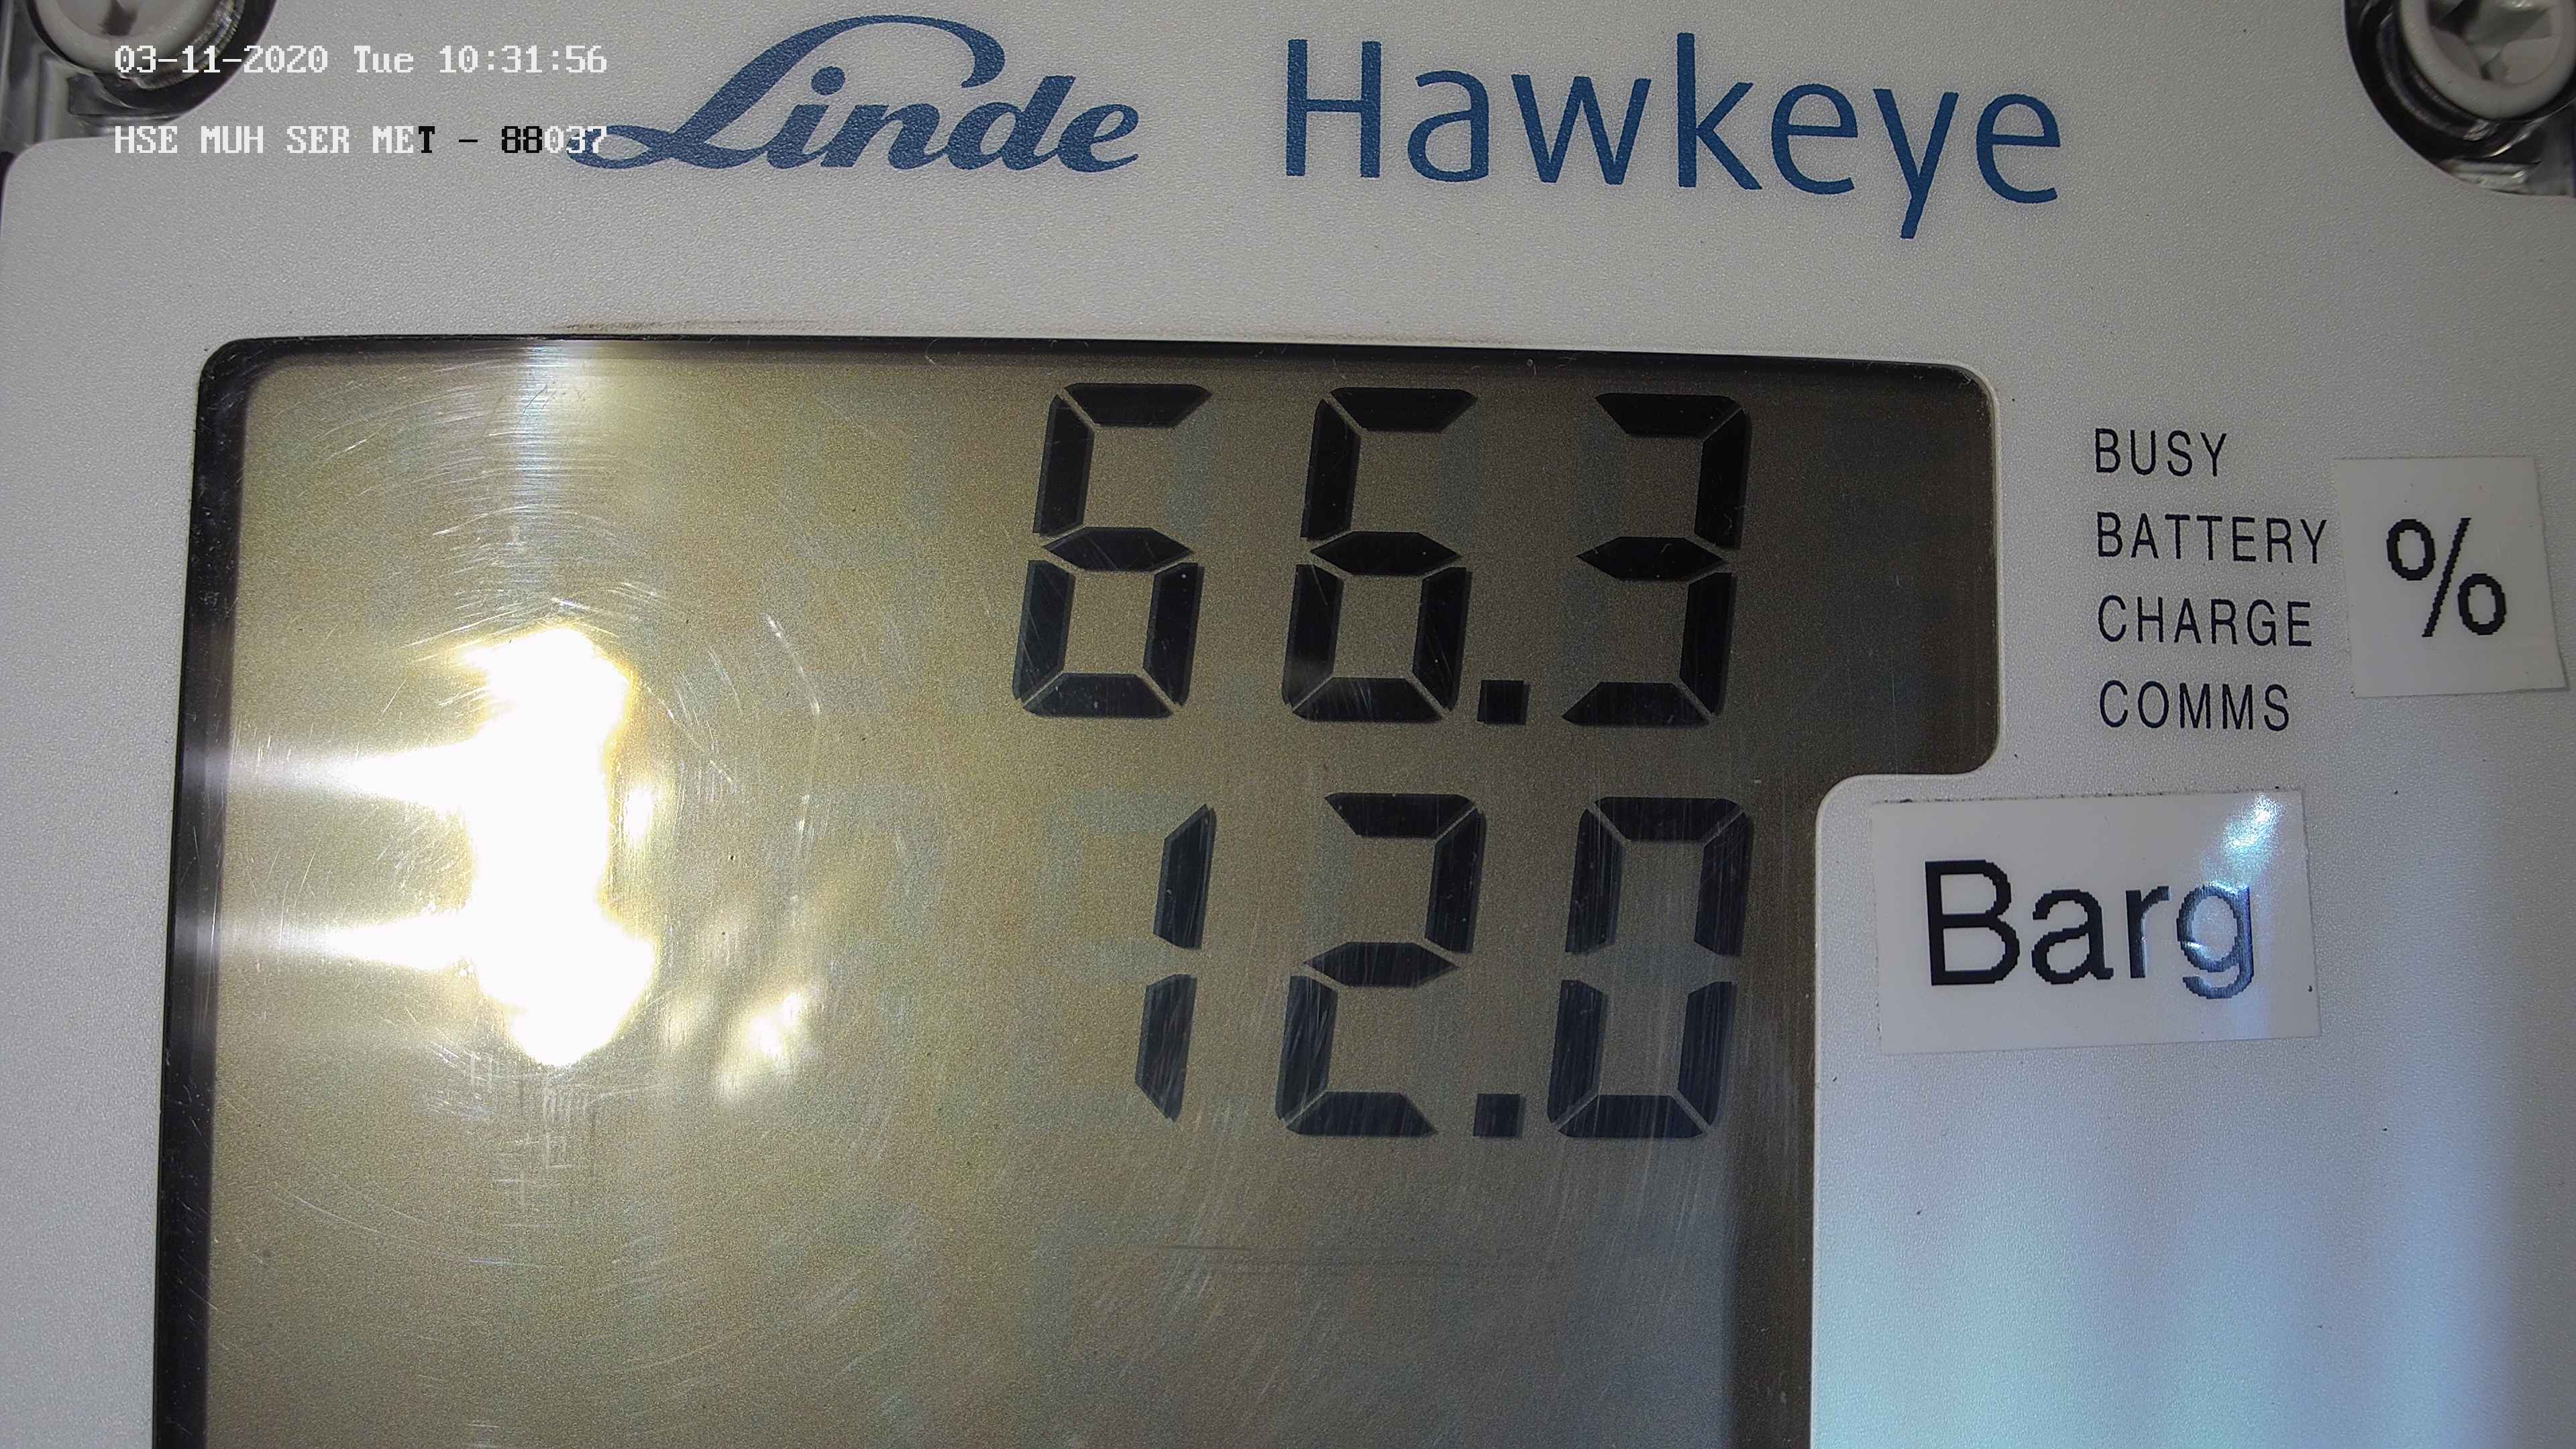 03-11-2020 Tue 10:31:56
HSE MUH SER MET - 88037
Linde Hawkeye
66.3
BUSY
BATTERY
CHARGE
COMMS
%
12.0
Barg